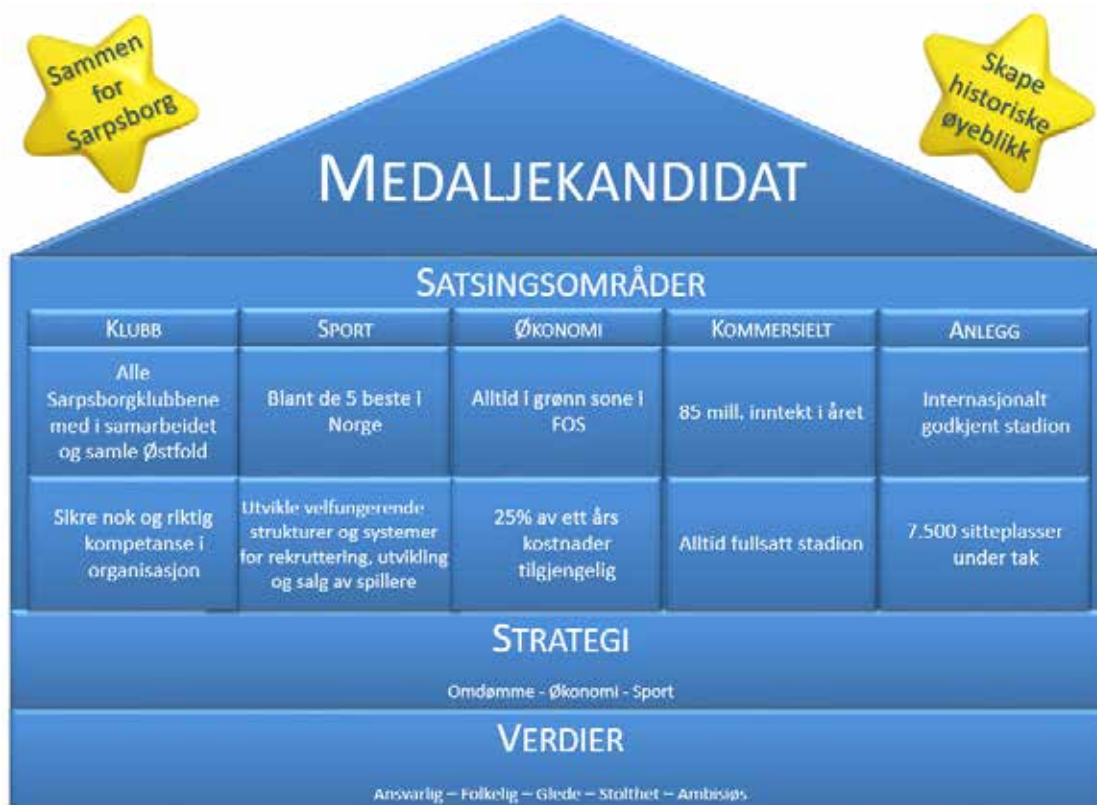 Sammen
for
Sarpsborg
Skape
historiske
øyeblikk
MEDALJEKANDIDAT
SATSINGSOMRÅDER
KLUBB
Alle
Sarpsborgklubbene
med i samarbeidet
og samle Østfold
Sikre nok og riktig
kompetanse i
organisasjon
SPORT
Blant de 5 beste i
Norge
Utvikle velfungerende
strukturer og systemer
for rekruttering, utvikling
og salg av spillere
ØKONOMI
Alltid i grønn sone i
FOS
25% av ett års
kostnader
tilgjengelig
KOMMERSIELT
85 mill. inntekt i året
Alltid fullsatt stadion
ANLEGG
Internasjonalt
godkjent stadion
7.500 sitteplasser
under tak
STRATEGI
Omdømme - Økonomi - Sport
VERDIER
Ansvarlig – Folkelig – Glede – Stolthet – Ambisiøs